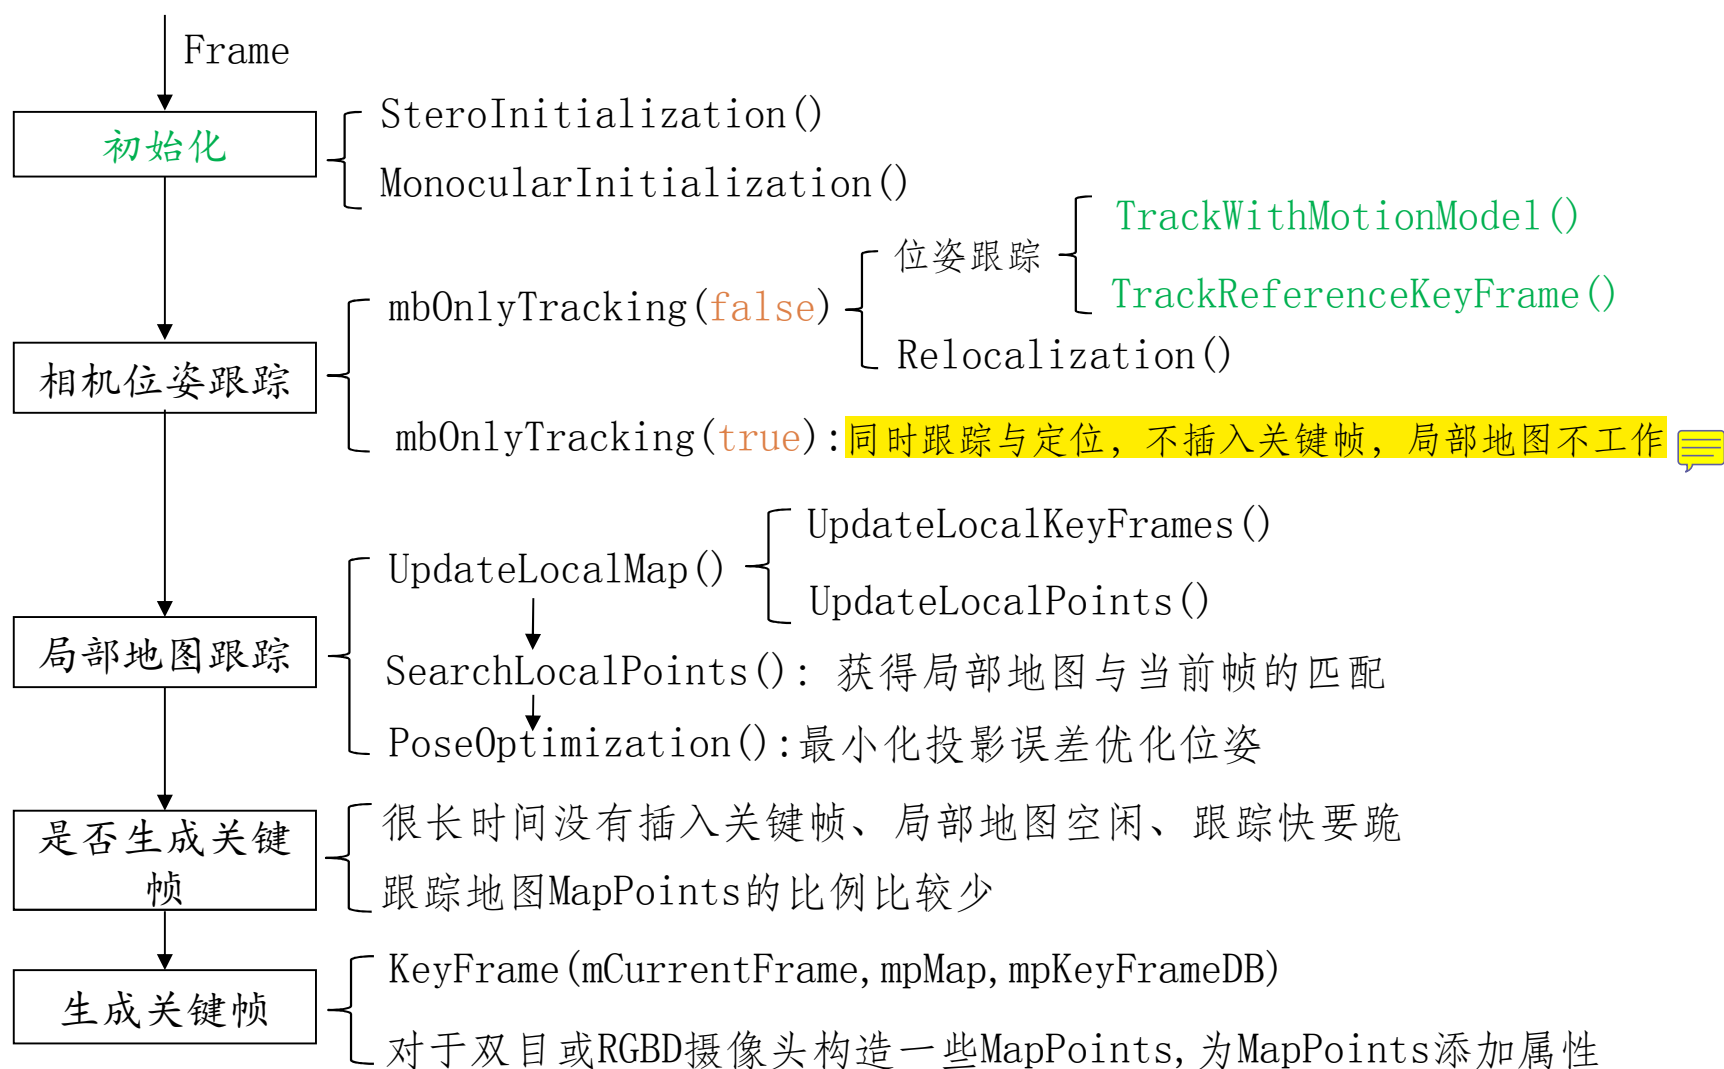 Frame
初始化
SteroInitialization()
MonocularInitialization()
相机位姿跟踪
mbOnlyTracking(false)
位姿跟踪
TrackWithMotionModel()
TrackReferenceKeyFrame()
Relocalization()
mbOnlyTracking(true):同时跟踪与定位，不插入关键帧，局部地图不工作
局部地图跟踪
UpdateLocalMap()
UpdateLocalKeyFrames()
UpdateLocalPoints()
SearchLocalPoints(): 获得局部地图与当前帧的匹配
PoseOptimization():最小化投影误差优化位姿
是否生成关键
帧
很长时间没有插入关键帧、局部地图空闲、跟踪快要跪
跟踪地图MapPoints的比例比较少
生成关键帧
KeyFrame(mCurrentFrame,mpMap,mpKeyFrameDB)
对于双目或RGBD摄像头构造一些MapPoints,为MapPoints添加属性